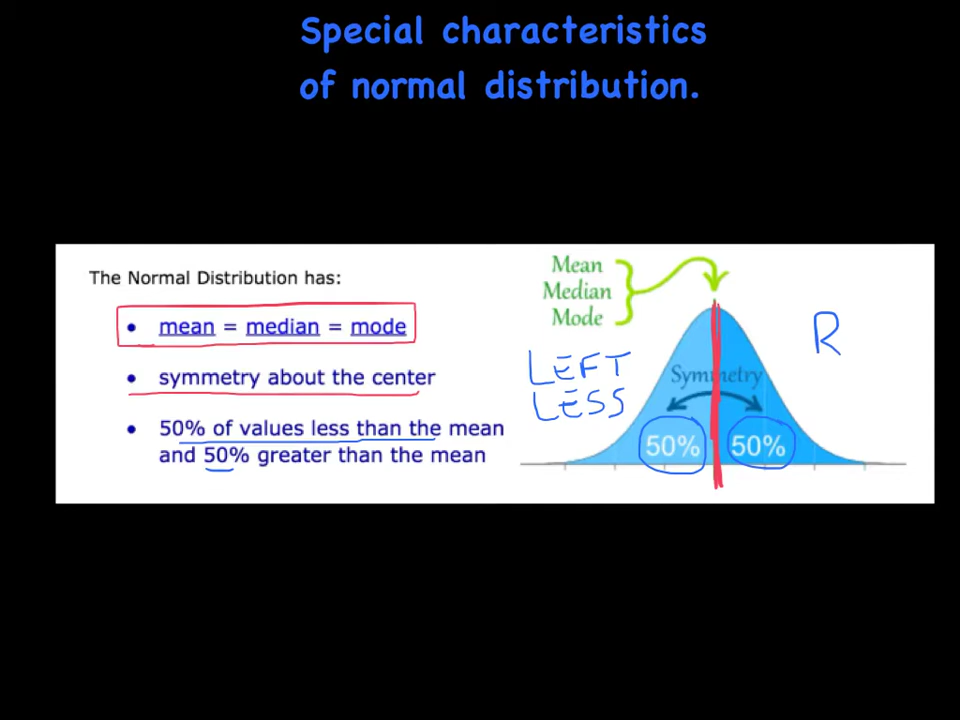 Special characteristics
of normal distribution.
The Normal Distribution has:
• mean = median = mode
• symmetry about the center
• 50% of values less than the mean
and 50% greater than the mean
Mean
Median
Mode
LEFT
LESS
R
Symmetry
50% 50%